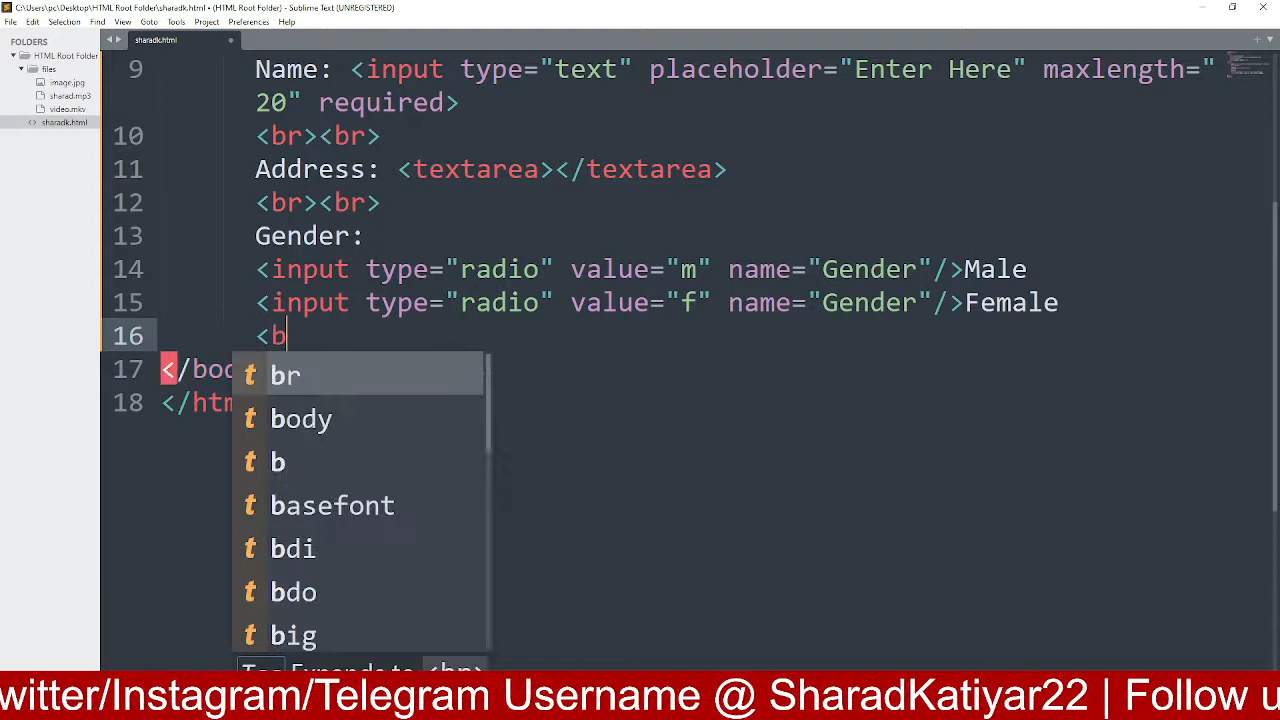 C:\Users\pc\Desktop\HTML Root Folder\sharadk.html • (HTML Root Folder) - Sublime Text (UNREGISTERED)
File Edit Selection Find View Goto Tools Project Preferences Help
FOLDERS
HTML Root Folder
files
image.jpg
sharad.mp3
video.mkv
sharadk.html
sharadk.html
9 Name: <input type="text" placeholder="Enter Here" maxlength="
20" required>
10 <br><br>
11 Address: <textarea></textarea>
12 <br><br>
13 Gender:
14 <input type="radio" value="m" name="Gender"/>Male
15 <input type="radio" value="f" name="Gender"/>Female
16 <b
17 </bod
18 </htm
t br
t body
t b
t basefont
t bdi
t bdo
t big
witter/Instagram/Telegram Username @ SharadKatiyar22 | Follow u